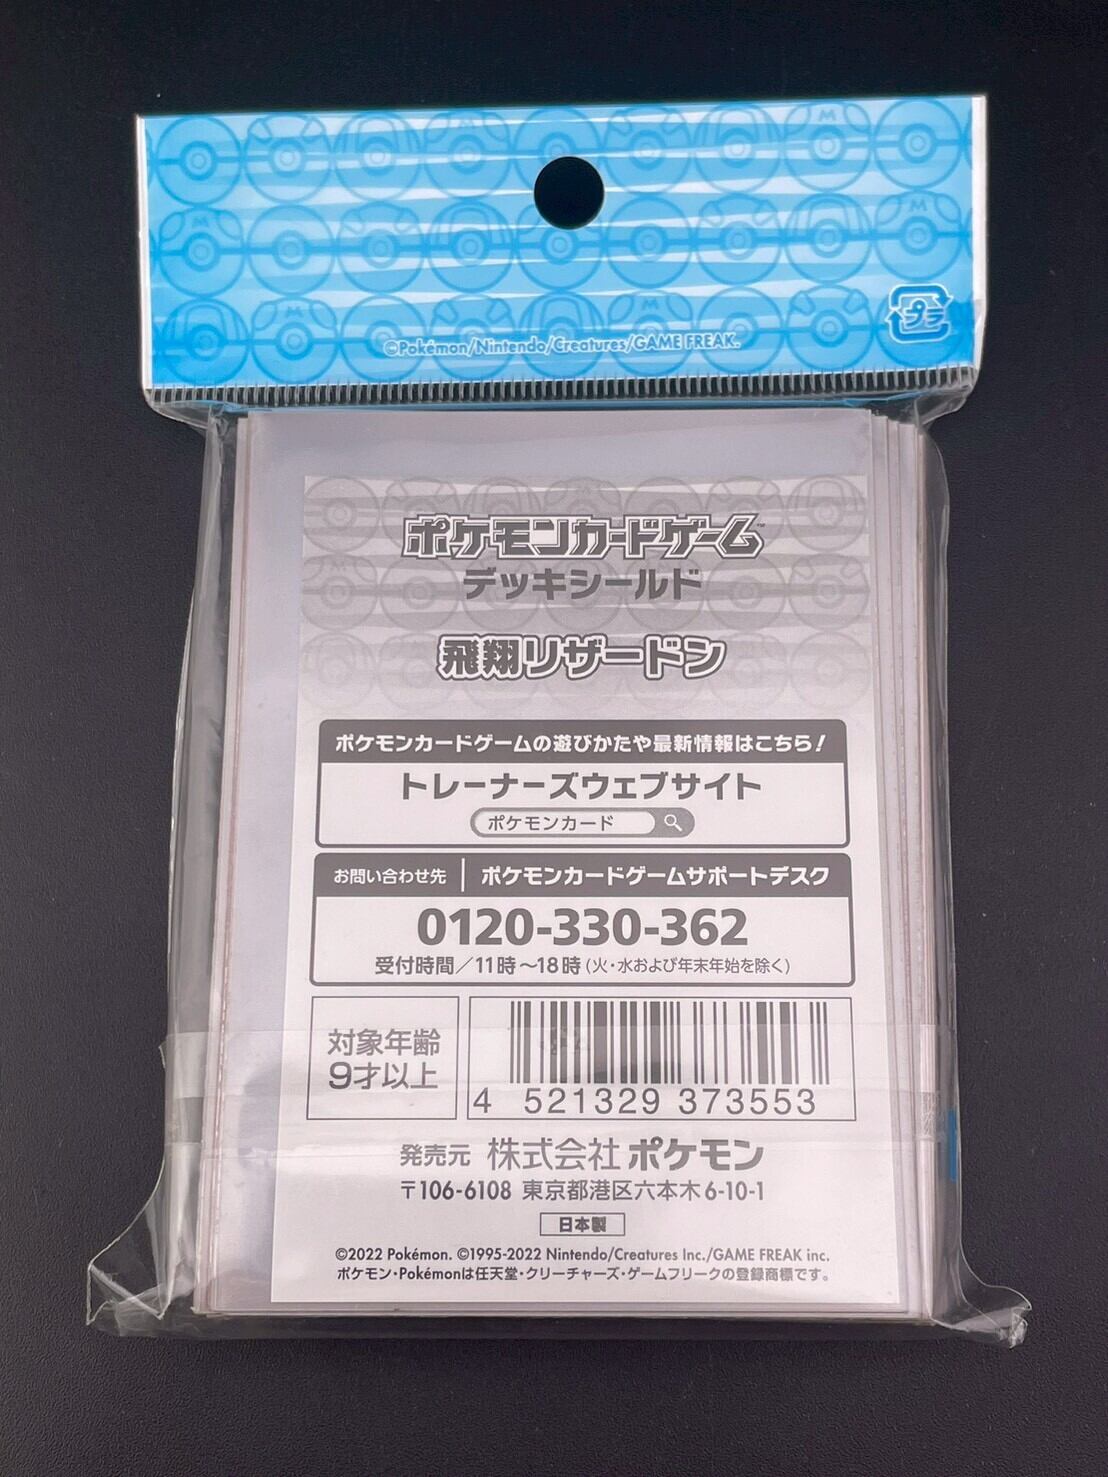 ©Pokémon/Nintendo/Creatures/GAME FREAK.
プラ
ポケモンカードゲーム™
デッキシールド
飛翔リザードン
ポケモンカードゲームの遊びかたや最新情報はこちら!
トレーナーズウェブサイト
ポケモンカード
お問い合わせ先 ポケモンカードゲームサポートデスク
0120-330-362
受付時間/11時~18時(火・水および年末年始を除く)
対象年齢
9才以上
4 521329 373553
発売元 株式会社ポケモン
〒106-6108 東京都港区六本木6-10-1
日本製
©2022 Pokémon. ©1995-2022 Nintendo/Creatures Inc./GAME FREAK inc.
ポケモン・Pokémonは任天堂・クリーチャーズ・ゲームフリークの登録商標です。